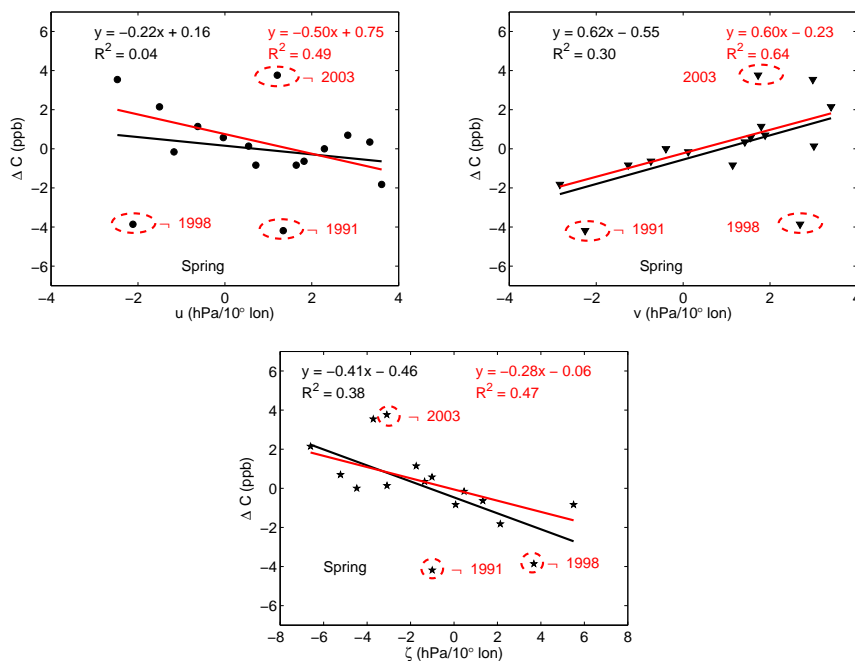 y = −0.22x + 0.16
R² = 0.04
y = −0.50x + 0.75
R² = 0.49
¬ 2003
¬ 1998
¬ 1991
Spring
6
4
2
0
−2
−4
−6
Δ C (ppb)
−4
−2
0
2
4
u (hPa/10° lon)
y = 0.62x − 0.55
R² = 0.30
y = 0.60x − 0.23
R² = 0.64
2003
¬ 1991
1998
Spring
6
4
2
0
−2
−4
−6
Δ C (ppb)
−4
−2
0
2
4
v (hPa/10° lon)
y = −0.41x − 0.46
R² = 0.38
y = −0.28x − 0.06
R² = 0.47
¬ 2003
¬ 1991
¬ 1998
Spring
6
4
2
0
−2
−4
−6
Δ C (ppb)
−8
−6
−4
−2
0
2
4
6
8
ζ (hPa/10° lon)